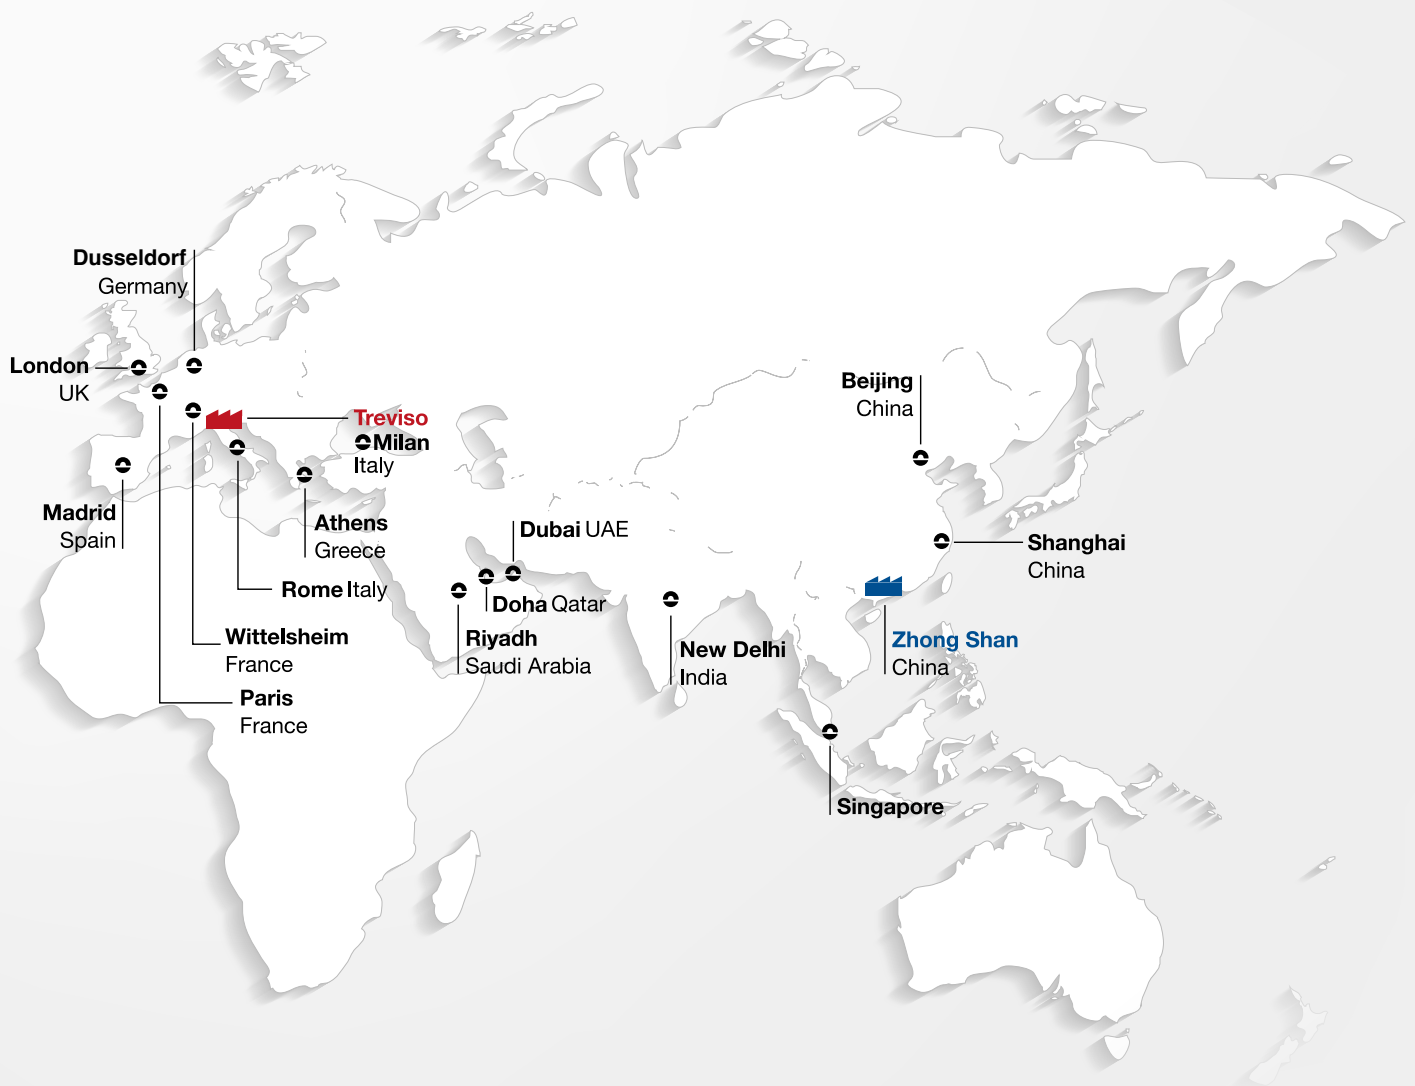 Dusseldorf
Germany
London
UK
Treviso
Milan
Italy
Madrid
Spain
Athens
Greece
Rome Italy
Wittelsheim
France
Paris
France
Dubai UAE
Doha Qatar
Riyadh
Saudi Arabia
New Delhi
India
Beijing
China
Shanghai
China
Zhong Shan
China
Singapore